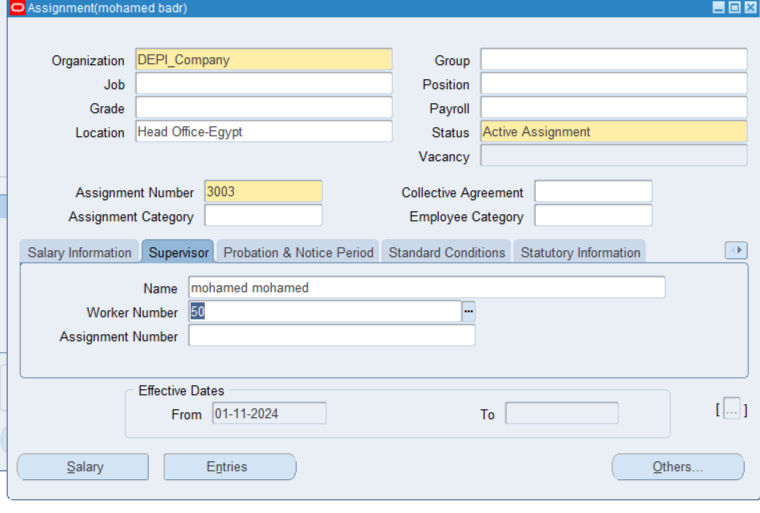 Assignment(mohamed badr)
Organization DEPI_Company Group
Job Position
Grade Payroll
Location Head Office-Egypt Status Active Assignment
Vacancy
Assignment Number 3003 Collective Agreement
Assignment Category Employee Category
Salary Information Supervisor Probation & Notice Period Standard Conditions Statutory Information
Name mohamed mohamed
Worker Number 50 ...
Assignment Number
Effective Dates
From 01-11-2024 To [ ... ]
Salary Entries Others...